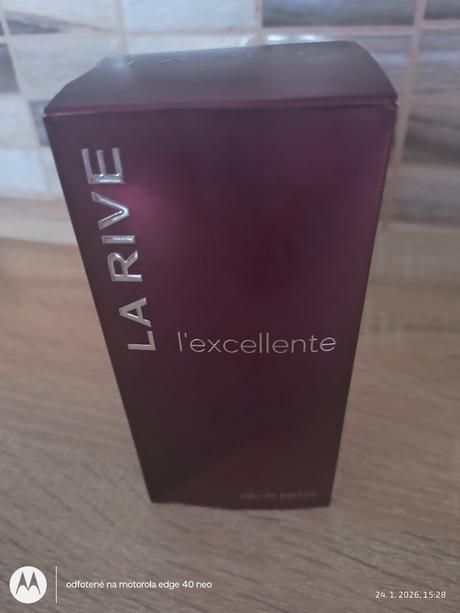 LA RIVE
l'excellente
eau de parfum
odfotené na motorola edge 40 neo
24. 1. 2026, 15:28